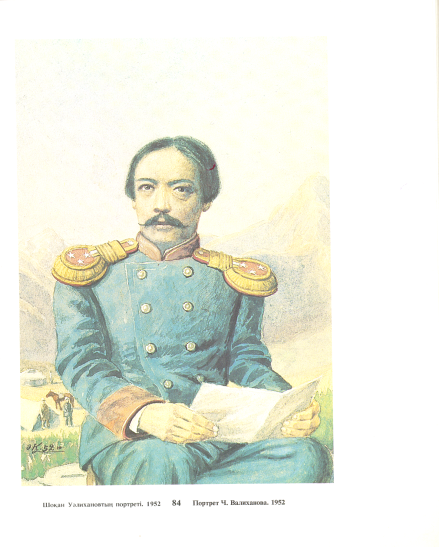 Шоқан Уәлихановтың портреті. 1952 84 Портрет Ч. Валиханова. 1952